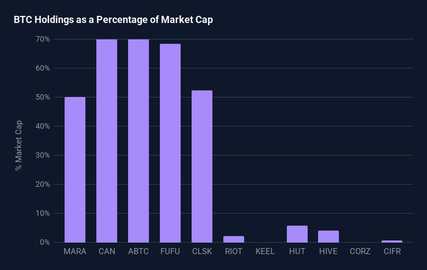 BTC Holdings as a Percentage of Market Cap
70%
60%
50%
40%
30%
20%
10%
0%
% Market Cap
MARA CAN ABTC FUFU CLSK RIOT KEEL HUT HIVE CORZ CIFR